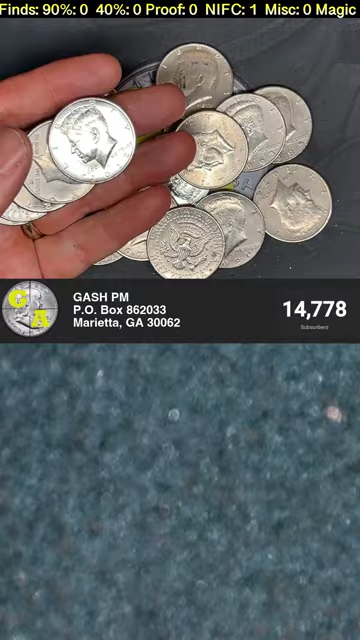 Finds: 90%: 0 40%: 0 Proof: 0 NIFC: 1 Misc: 0 Magic
GASH PM
P.O. Box 862033
Marietta, GA 30062
14,778
Subscribers
G
A